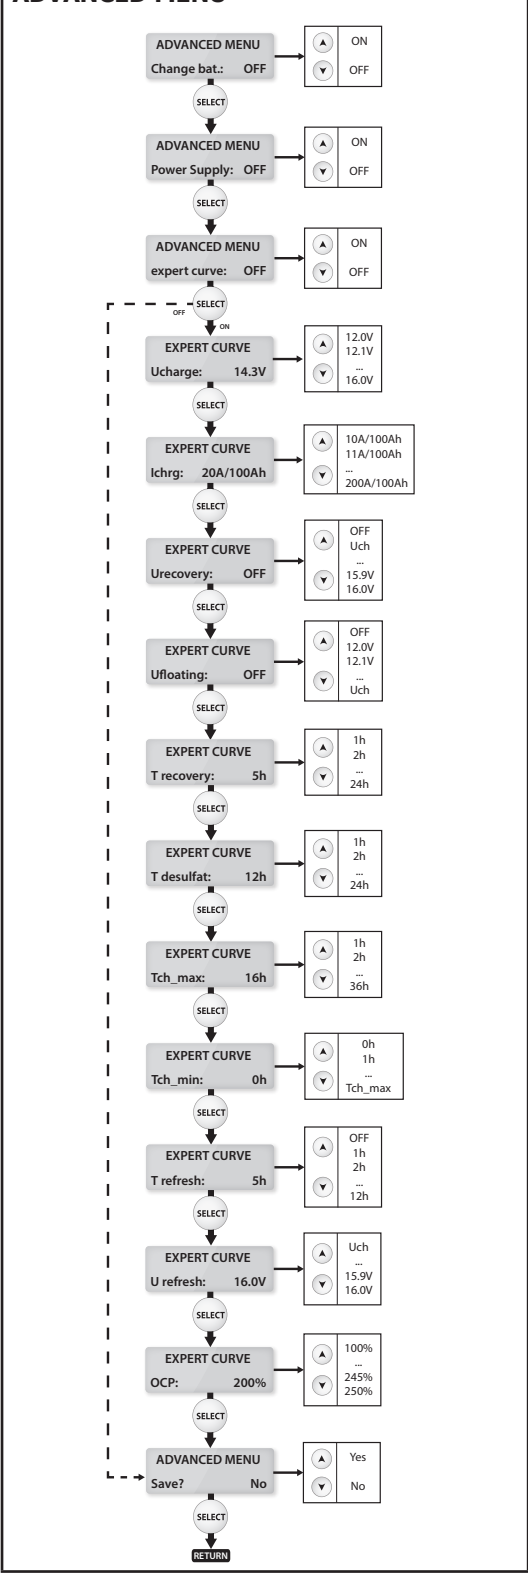 ADVANCED MENU
ADVANCED MENU
Change bat.: OFF
ON
OFF
SELECT
ADVANCED MENU
Power Supply: OFF
ON
OFF
SELECT
ADVANCED MENU
expert curve: OFF
ON
OFF
SELECT
OFF
ON
EXPERT CURVE
Ucharge: 14.3V
12.0V
12.1V
...
16.0V
SELECT
EXPERT CURVE
Ichrg: 20A/100Ah
10A/100Ah
11A/100Ah
...
200A/100Ah
SELECT
EXPERT CURVE
Urecovery: OFF
OFF
Uch
...
15.9V
16.0V
SELECT
EXPERT CURVE
Ufloating: OFF
OFF
12.0V
12.1V
...
Uch
SELECT
EXPERT CURVE
T recovery: 5h
1h
2h
...
24h
SELECT
EXPERT CURVE
T desulfat: 12h
1h
2h
...
24h
SELECT
EXPERT CURVE
Tch_max: 16h
1h
2h
...
36h
SELECT
EXPERT CURVE
Tch_min: 0h
0h
1h
...
Tch_max
SELECT
EXPERT CURVE
T refresh: 5h
OFF
1h
2h
...
12h
SELECT
EXPERT CURVE
U refresh: 16.0V
Uch
...
15.9V
16.0V
SELECT
EXPERT CURVE
OCP: 200%
100%
...
245%
250%
SELECT
ADVANCED MENU
Save? No
Yes
No
SELECT
RETURN